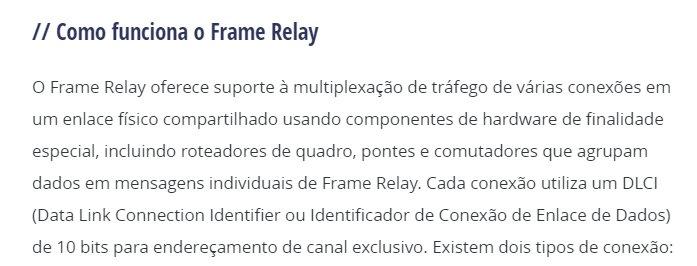 // Como funciona o Frame Relay
O Frame Relay oferece suporte à multiplexação de tráfego de várias conexões em
um enlace físico compartilhado usando componentes de hardware de finalidade
especial, incluindo roteadores de quadro, pontes e comutadores que agrupam
dados em mensagens individuais de Frame Relay. Cada conexão utiliza um DLCI
(Data Link Connection Identifier ou Identificador de Conexão de Enlace de Dados)
de 10 bits para endereçamento de canal exclusivo. Existem dois tipos de conexão: